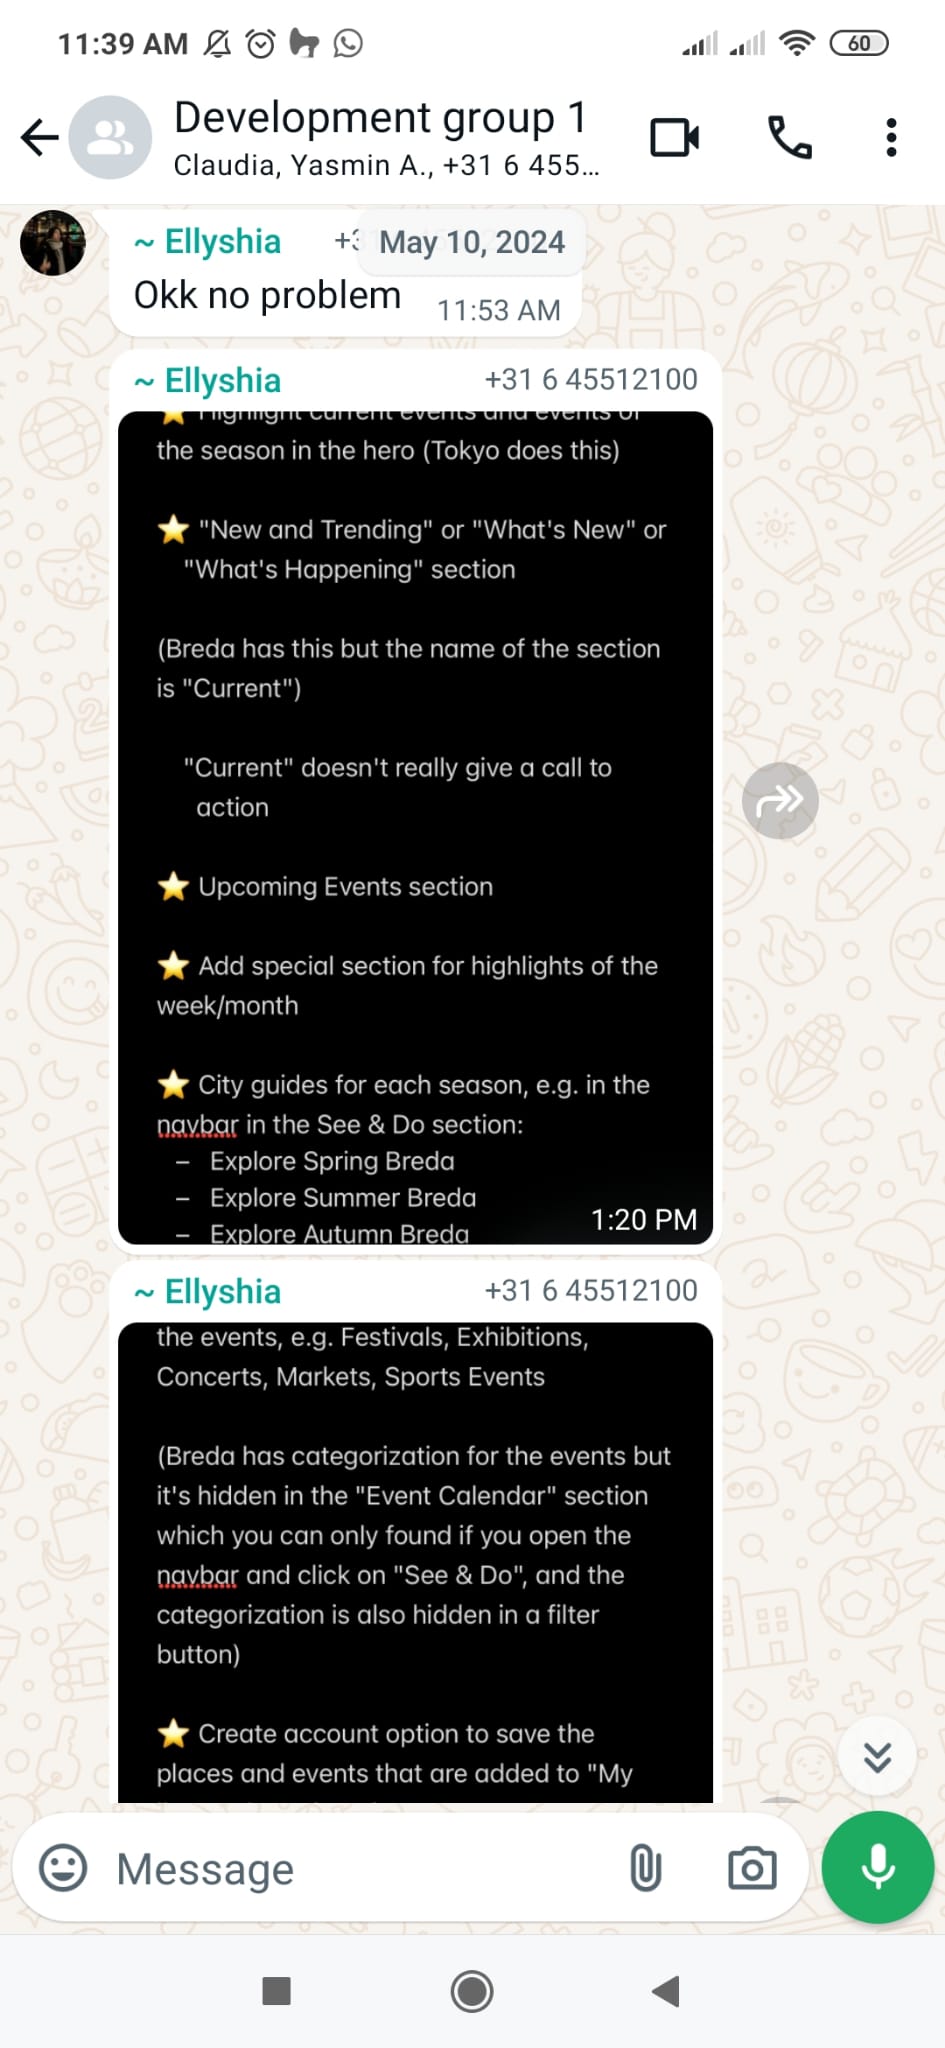 11:39 AM
60
Development group 1
Claudia, Yasmin A., +31 6 455...
~ Ellyshia
May 10, 2024
Okk no problem
11:53 AM
~ Ellyshia +31 6 45512100
Highlight current events and events of
the season in the hero (Tokyo does this)
⭐ "New and Trending" or "What's New" or
"What's Happening" section
(Breda has this but the name of the section
is "Current")
"Current" doesn't really give a call to
action
⭐ Upcoming Events section
⭐ Add special section for highlights of the
week/month
⭐ City guides for each season, e.g. in the
navbar in the See & Do section:
– Explore Spring Breda
– Explore Summer Breda
– Explore Autumn Breda
1:20 PM
~ Ellyshia +31 6 45512100
the events, e.g. Festivals, Exhibitions,
Concerts, Markets, Sports Events
(Breda has categorization for the events but
it's hidden in the "Event Calendar" section
which you can only found if you open the
navbar and click on "See & Do", and the
categorization is also hidden in a filter
button)
⭐ Create account option to save the
places and events that are added to "My
Message